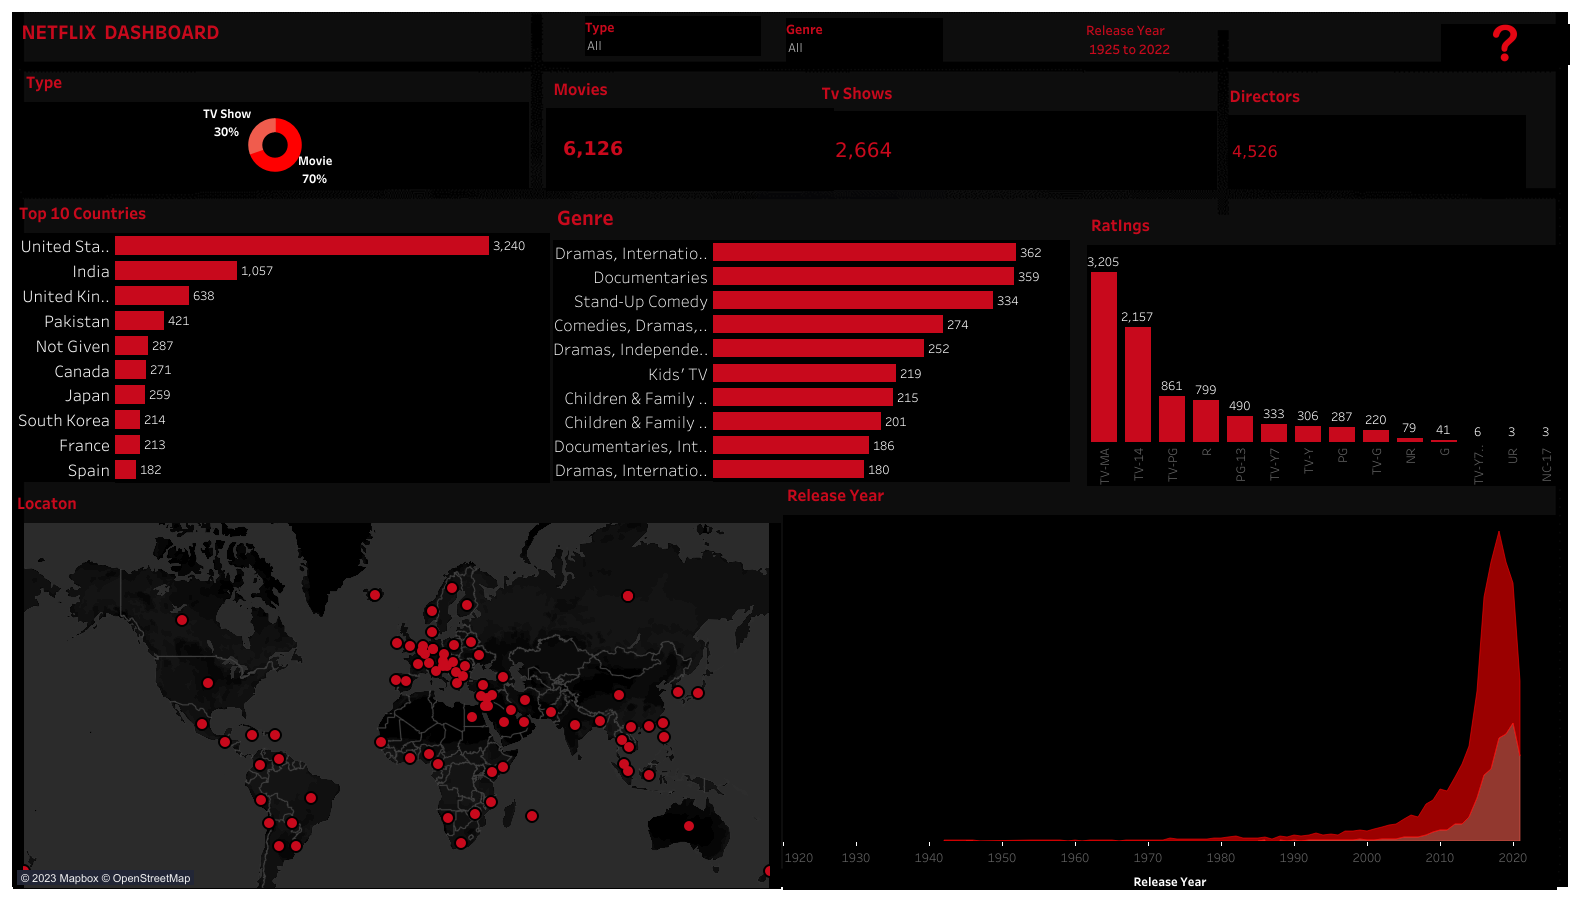 NETFLIX DASHBOARD
Type
All
Genre
All
Release Year
1925 to 2022
?
Type
TV Show
30%
Movie
70%
Movies
6,126
Tv Shows
2,664
Directors
4,526
Top 10 Countries
United Sta.. 3,240
India 1,057
United Kin.. 638
Pakistan 421
Not Given 287
Canada 271
Japan 259
South Korea 214
France 213
Spain 182
Genre
Dramas, Internatio.. 362
Documentaries 359
Stand-Up Comedy 334
Comedies, Dramas,.. 274
Dramas, Independe.. 252
Kids' TV 219
Children & Family .. 215
Children & Family .. 201
Documentaries, Int.. 186
Dramas, Internatio.. 180
RatIngs
3,205 2,157 861 799 490 333 306 287 220 79 41 6 3 3
TV-MA TV-14 TV-PG R PG-13 TV-Y7 TV-Y PG TV-G NR G TV-Y7.. UR NC-17
Locaton
© 2023 Mapbox © OpenStreetMap
Release Year
1920 1930 1940 1950 1960 1970 1980 1990 2000 2010 2020
Release Year